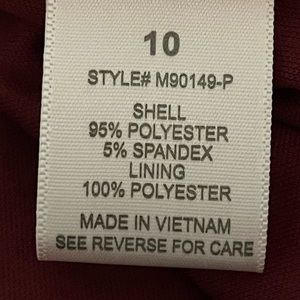 10
STYLE# M90149-P
SHELL
95% POLYESTER
5% SPANDEX
LINING
100% POLYESTER
MADE IN VIETNAM
SEE REVERSE FOR CARE